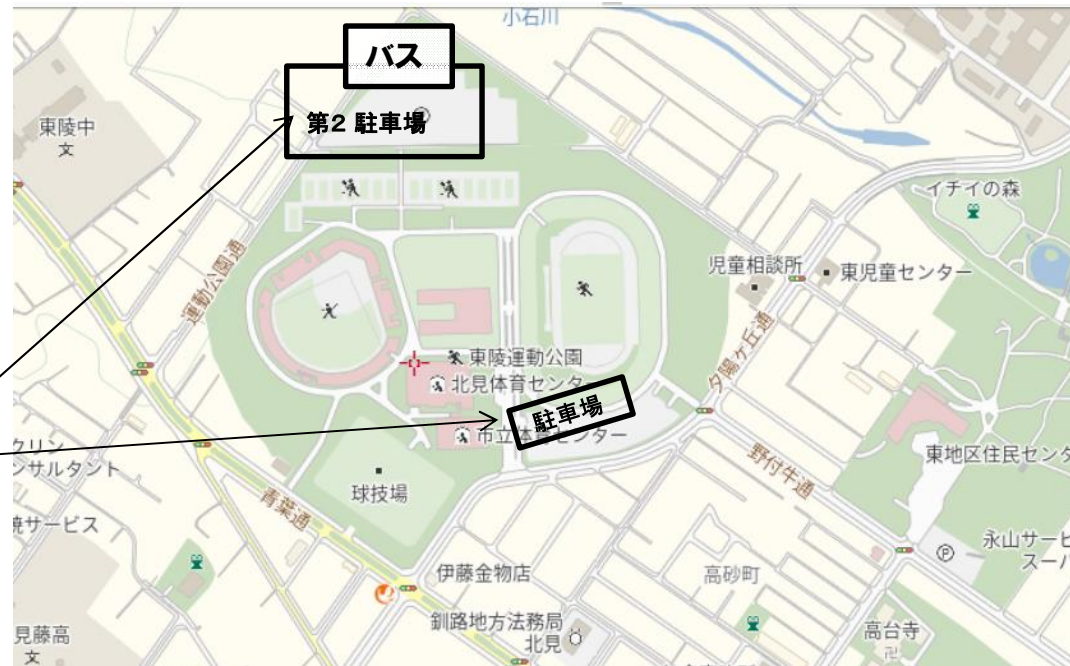 小石川
バス
第2 駐車場
東陵中
文
イチイの森
運動公園通
児童相談所
東児童センター
夕陽ヶ丘通
東陵運動公園
北見体育センター
駐車場
市立体育センター
クリン
ンサルタント
球技場
野付牛通
東地区住民センタ
青葉通
サービス
P
永山サービ
スーパ
伊藤金物店
高砂町
釧路地方法務局
北見
見藤高
文
高台寺
卍